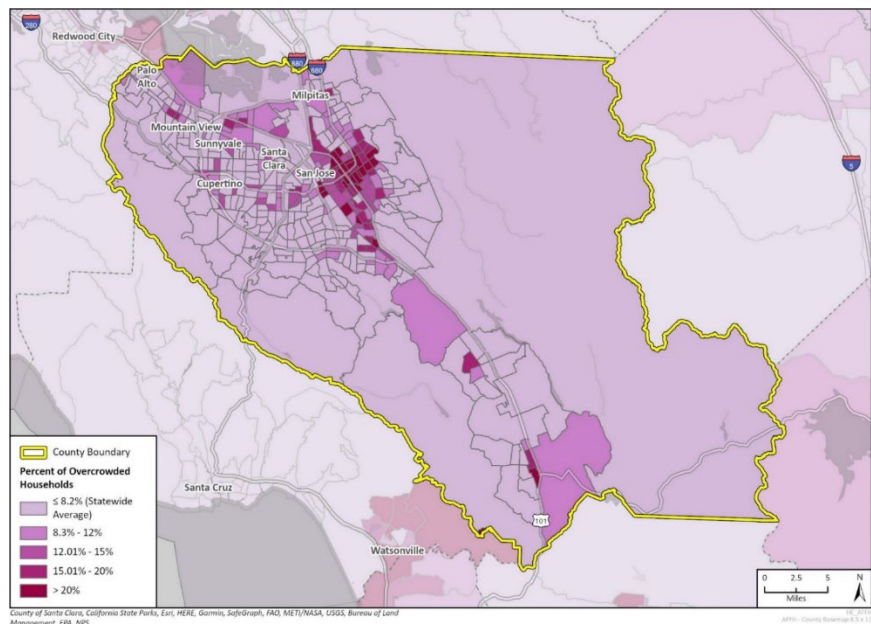 280
Redwood City
Palo
Alto
880
680
Milpitas
Mountain View
Sunnyvale
Santa
Clara
San Jose
Cupertino
5
101
Santa Cruz
Watsonville
County Boundary
Percent of Overcrowded
Households
≤ 8.2% (Statewide
Average)
8.3% - 12%
12.01% - 15%
15.01% - 20%
> 20%
0 2.5 5
Miles
N
County of Santa Clara, California State Parks, Esri, HERE, Garmin, SafeGraph, FAO, METI/NASA, USGS, Bureau of Land
Management, EPA, NPS